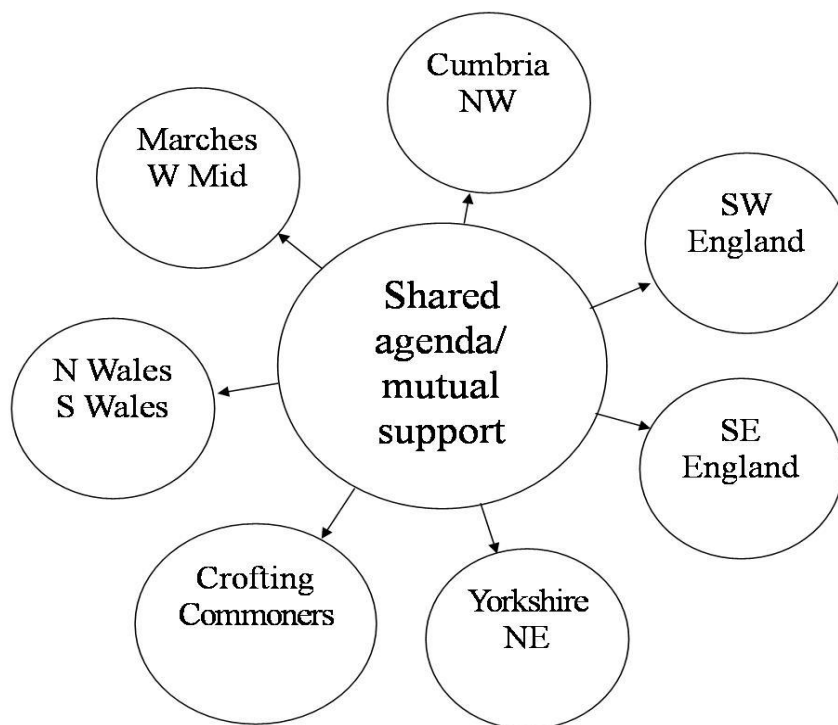 Cumbria
NW
Marches
W Mid
SW
England
Shared
agenda/
mutual
support
N Wales
S Wales
SE
England
Crofting
Commoners
Yorkshire
NE